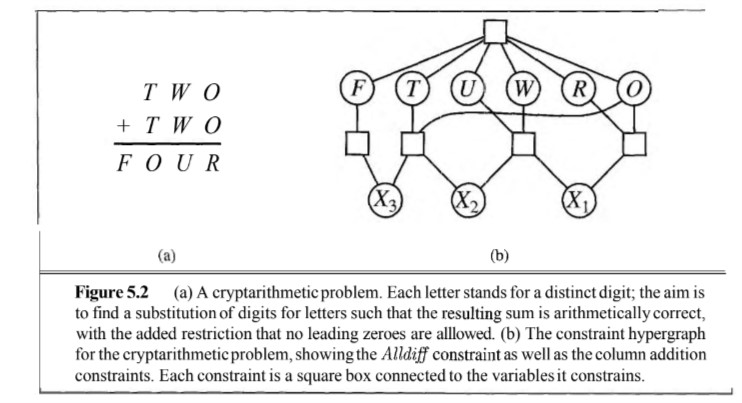 T W O
+ T W O
F O U R
F T U W R O
X3 X2 X1
(a) (b)
Figure 5.2 (a) A cryptarithmetic problem. Each letter stands for a distinct digit; the aim is
to find a substitution of digits for letters such that the resulting sum is arithmetically correct,
with the added restriction that no leading zeroes are alllowed. (b) The constraint hypergraph
for the cryptarithmetic problem, showing the Alldiff constraint as well as the column addition
constraints. Each constraint is a square box connected to the variables it constrains.